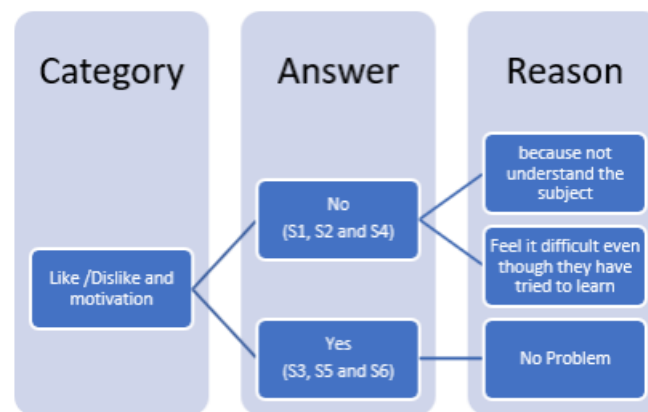 Category
Answer
Reason
Like /Dislike and
motivation
No
(S1, S2 and S4)
Yes
(S3, S5 and S6)
because not
understand the
subject
Feel it difficult even
though they have
tried to learn
No Problem